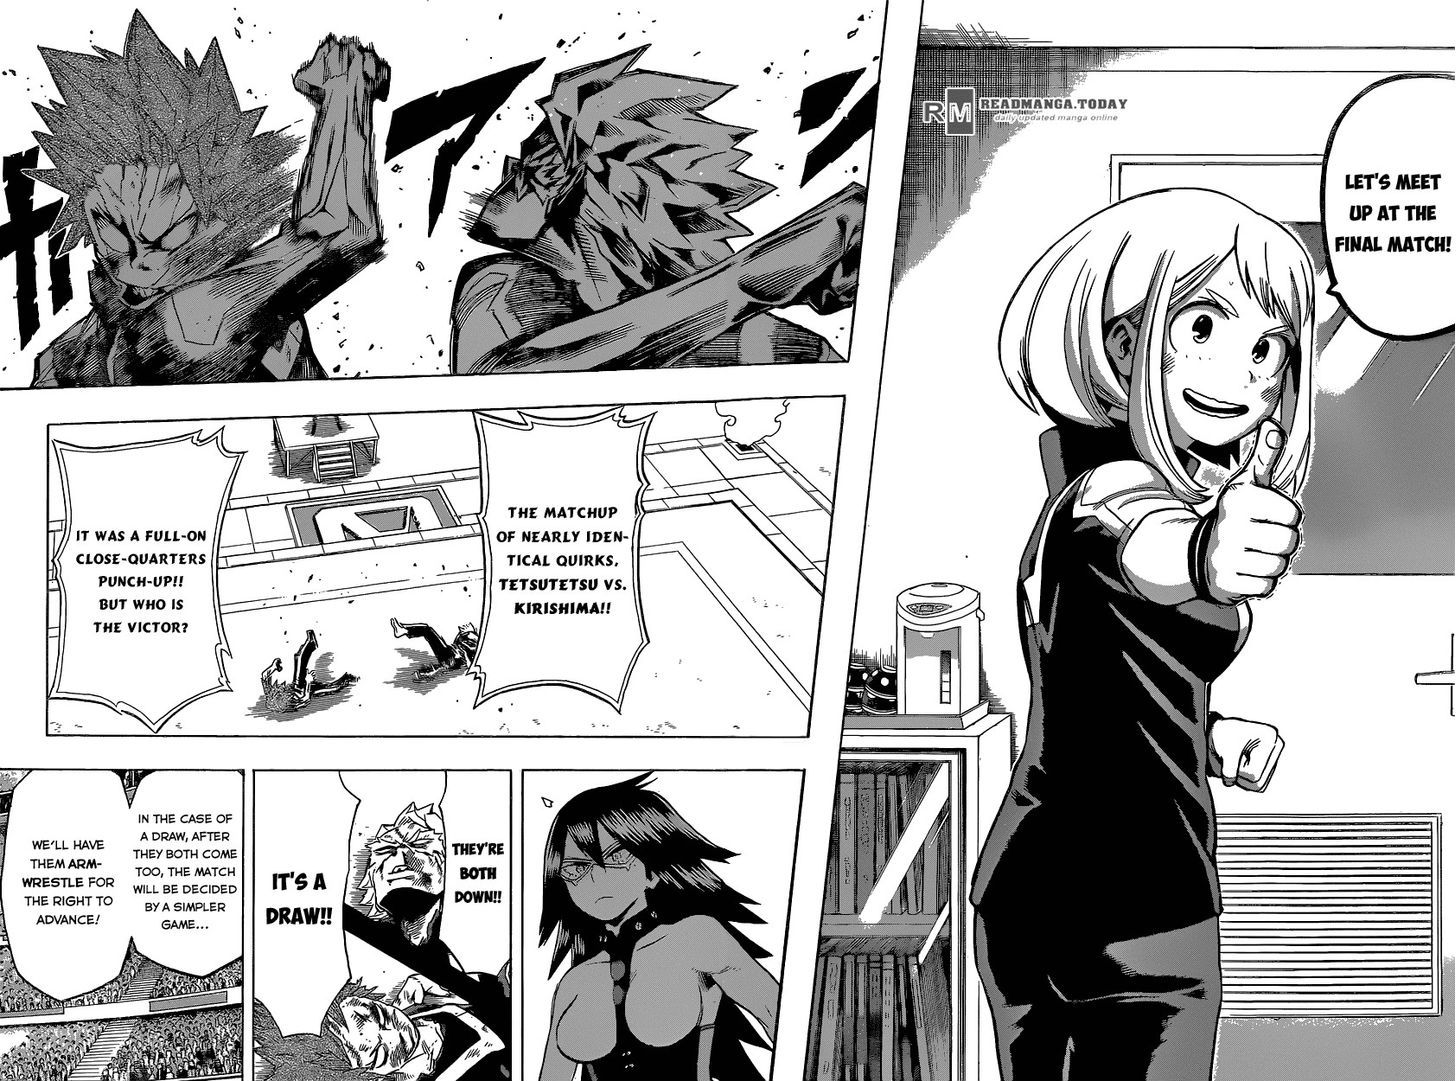 READMANGA.TODAY
daily updated manga online
RM
LET'S MEET
UP AT THE
FINAL MATCH!
THE MATCHUP
OF NEARLY IDEN-
TICAL QUIRKS,
TETSUTETSU VS.
KIRISHIMA!!
IT WAS A FULL-ON
CLOSE-QUARTERS
PUNCH-UP!!
BUT WHO IS
THE VICTOR?
THEY'RE
BOTH
DOWN!!
IT'S A
DRAW!!
IN THE CASE OF
A DRAW, AFTER
THEY BOTH COME
TOO, THE MATCH
WILL BE DECIDED
BY A SIMPLER
GAME...
WE'LL HAVE
THEM ARM-
WRESTLE FOR
THE RIGHT TO
ADVANCE!